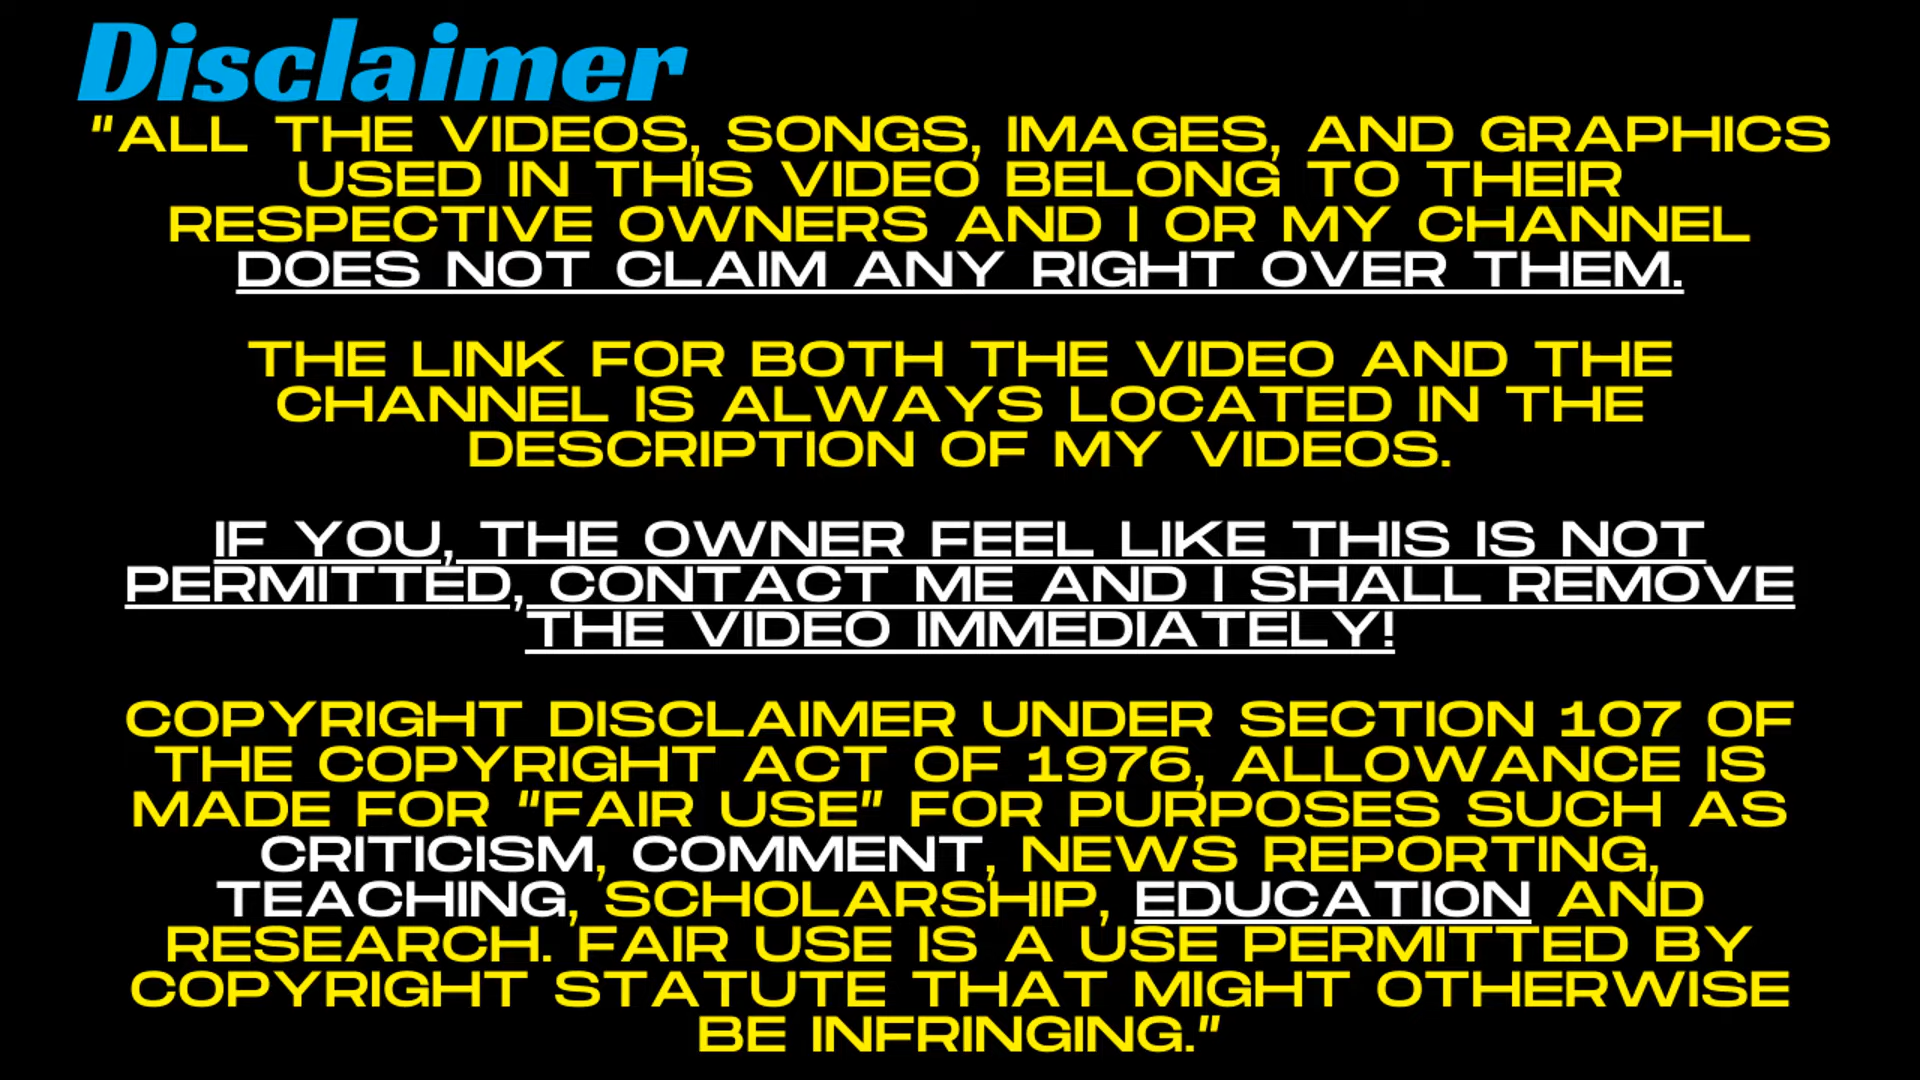 Disclaimer
"ALL THE VIDEOS, SONGS, IMAGES, AND GRAPHICS
USED IN THIS VIDEO BELONG TO THEIR
RESPECTIVE OWNERS AND I OR MY CHANNEL
DOES NOT CLAIM ANY RIGHT OVER THEM.
THE LINK FOR BOTH THE VIDEO AND THE
CHANNEL IS ALWAYS LOCATED IN THE
DESCRIPTION OF MY VIDEOS.
IF YOU, THE OWNER FEEL LIKE THIS IS NOT
PERMITTED, CONTACT ME AND I SHALL REMOVE
THE VIDEO IMMEDIATELY!
COPYRIGHT DISCLAIMER UNDER SECTION 107 OF
THE COPYRIGHT ACT OF 1976, ALLOWANCE IS
MADE FOR "FAIR USE" FOR PURPOSES SUCH AS
CRITICISM, COMMENT, NEWS REPORTING,
TEACHING, SCHOLARSHIP, EDUCATION AND
RESEARCH. FAIR USE IS A USE PERMITTED BY
COPYRIGHT STATUTE THAT MIGHT OTHERWISE
BE INFRINGING."